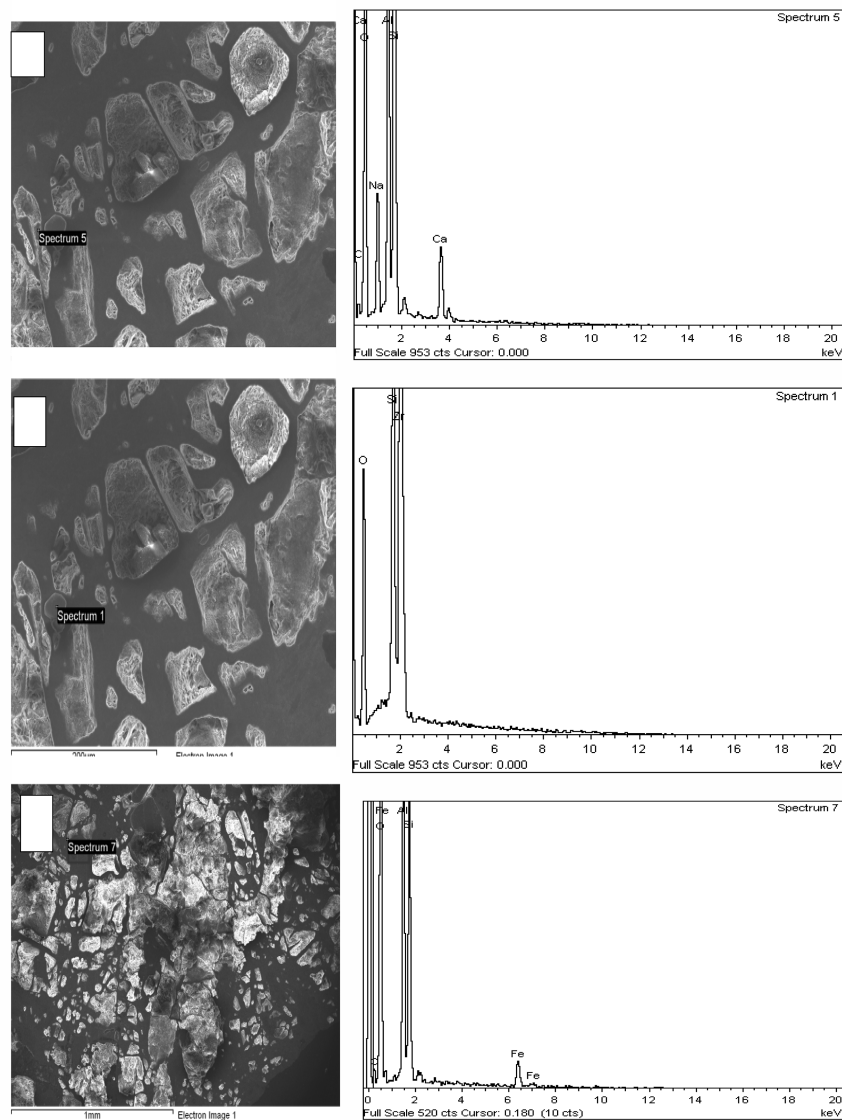 Spectrum 5
Spectrum 5
Ca
Al
O
Si
Na
Ca
C
2 4 6 8 10 12 14 16 18 20
Full Scale 953 cts Cursor: 0.000 keV
Spectrum 1
200um Electron Image 1
Spectrum 1
Si
Zr
O
2 4 6 8 10 12 14 16 18 20
Full Scale 953 cts Cursor: 0.000 keV
Spectrum 7
1mm Electron Image 1
Spectrum 7
Fe
Al
O
Si
C
Fe
Fe
0 2 4 6 8 10 12 14 16 18 20
Full Scale 520 cts Cursor: 0.180 (10 cts) keV